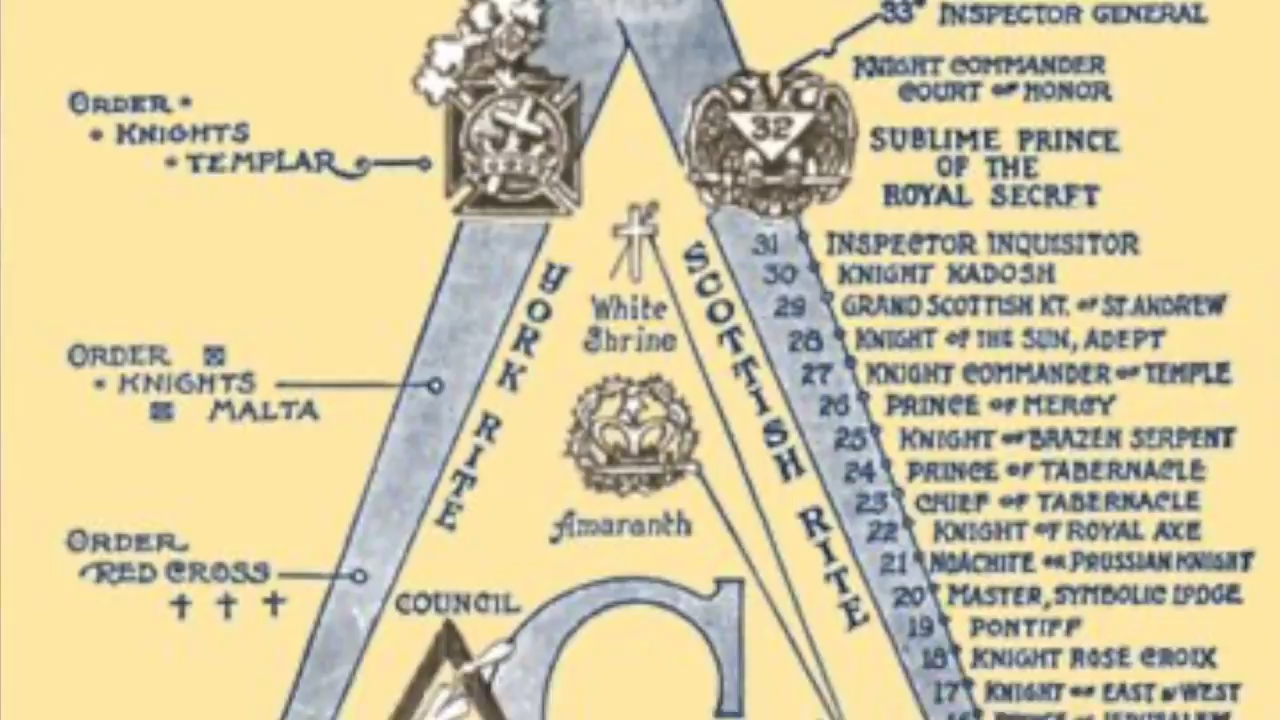 33° INSPECTOR GENERAL
KNIGHT COMMANDER
COURT OF HONOR
32
SUBLIME PRINCE
OF THE
ROYAL SECRET
ORDER
KNIGHTS
TEMPLAR
31 INSPECTOR INQUISITOR
30 KNIGHT KADOSH
29 GRAND SCOTTISH KT. OF ST. ANDREW
28 KNIGHT OF THE SUN, ADEPT
27 KNIGHT COMMANDER OF TEMPLE
26° PRINCE OF MERCY
25° KNIGHT OF BRAZEN SERPENT
24° PRINCE OF TABERNACLE
23° CHIEF OF TABERNACLE
22° KNIGHT OF ROYAL AXE
21° NOACHITE OR PRUSSIAN KNIGHT
20° MASTER, SYMBOLIC LODGE
19° PONTIFF
18° KNIGHT ROSE CROIX
17° KNIGHT OF EAST & WEST
16° PRINCE OF JERUSALEM
YORK RITE
SCOTTISH RITE
White
Shrine
Amaranth
ORDER
KNIGHTS
MALTA
ORDER
RED CROSS
COUNCIL
G